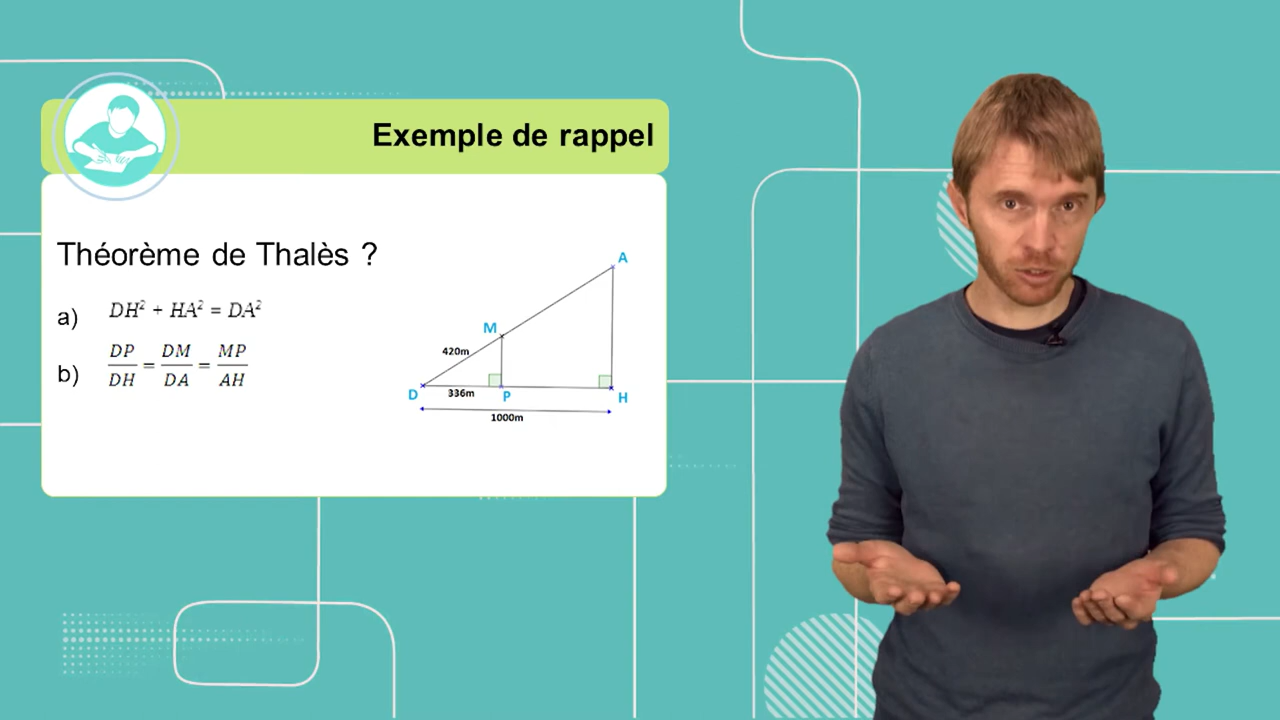 Exemple de rappel
Théorème de Thalès ?
a) DH² + HA² = DA²
b) DP/DH = DM/DA = MP/AH
A
M
420m
D
336m
P
H
1000m